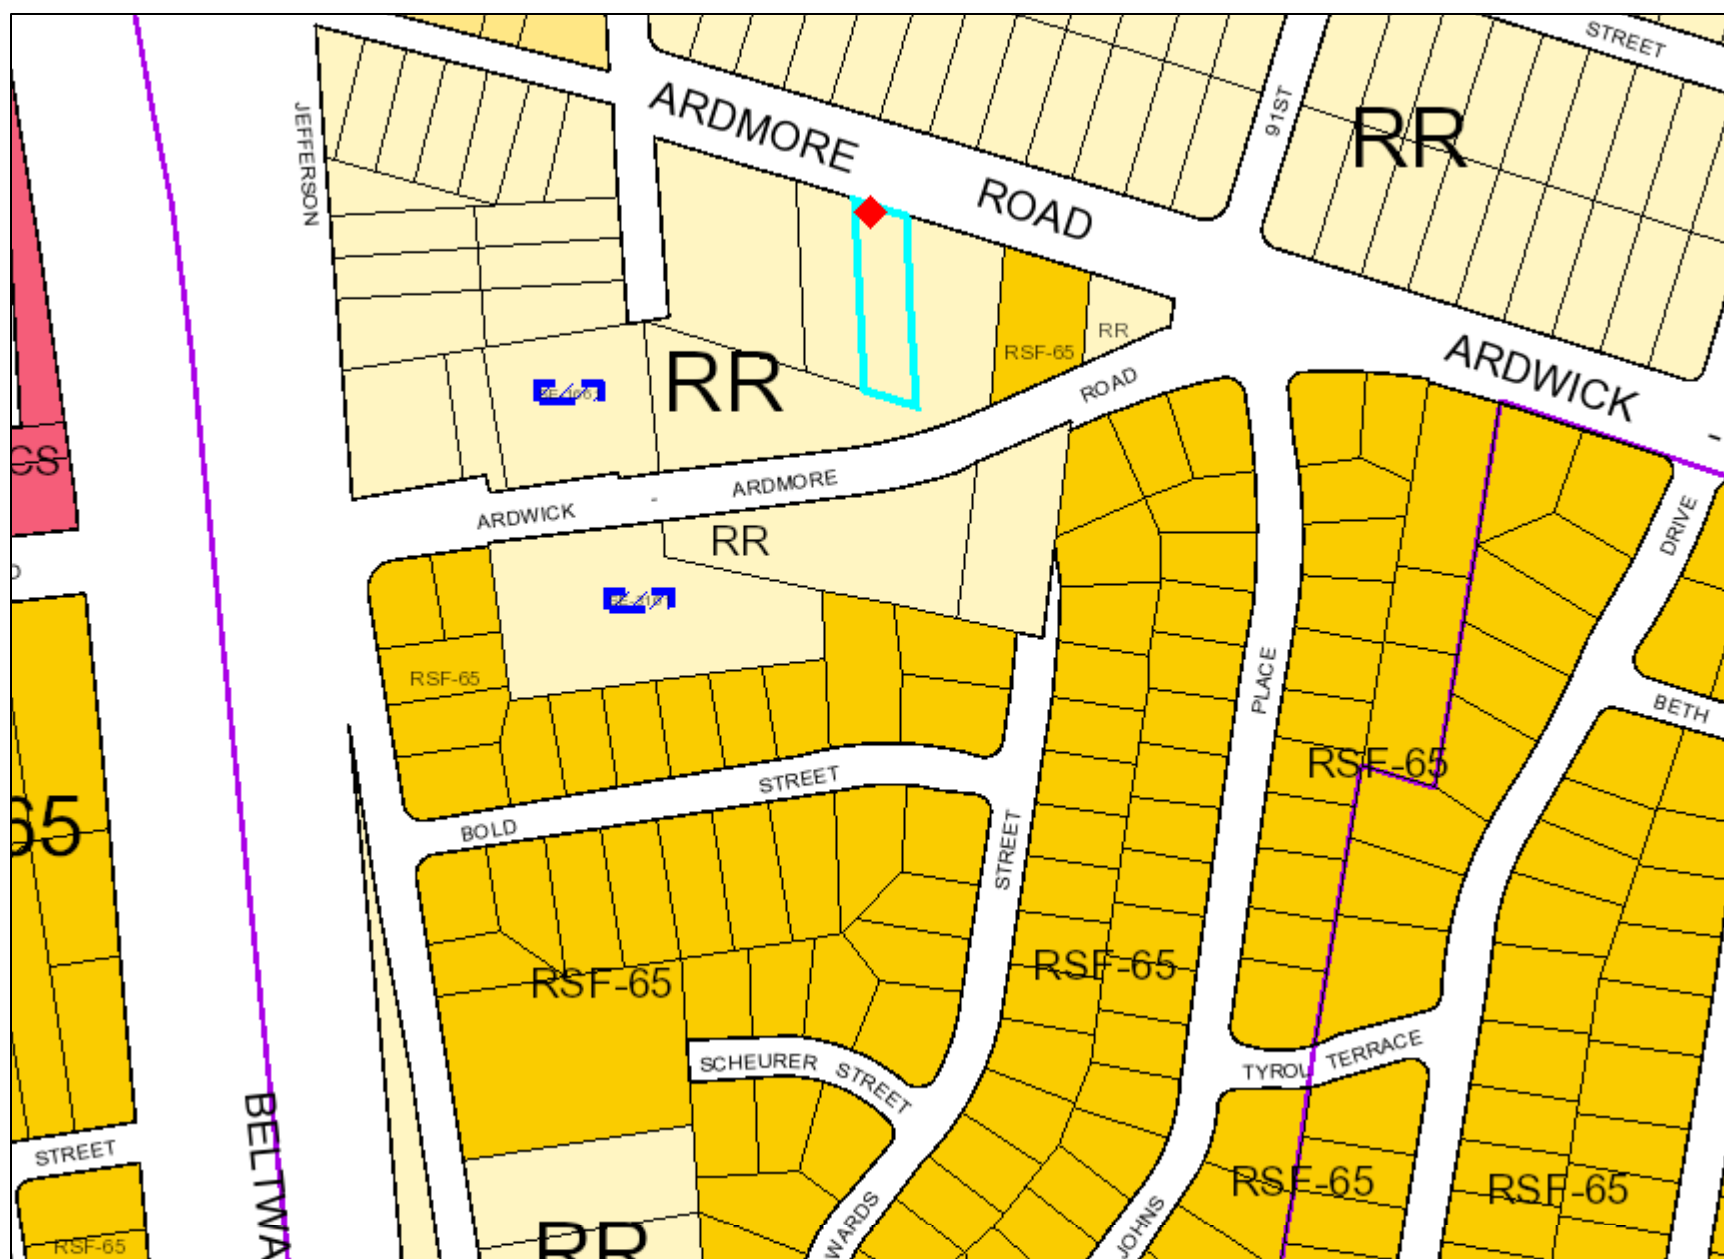 STREET
JEFFERSON
ARDMORE
ROAD
91ST
RR
RR
RSF-65
ROAD
ARDWICK
-
RR
CS
ARDWICK
-
ARDMORE
RR
DRIVE
RSF-65
PLACE
BETH
RSF-65
65
BOLD
STREET
STREET
RSF-65
RSF-65
SCHEURER
STREET
TYROL
TERRACE
BELTWA
STREET
RSF-65
RSF-65
RSF-65
WARDS
JOHNS
RR